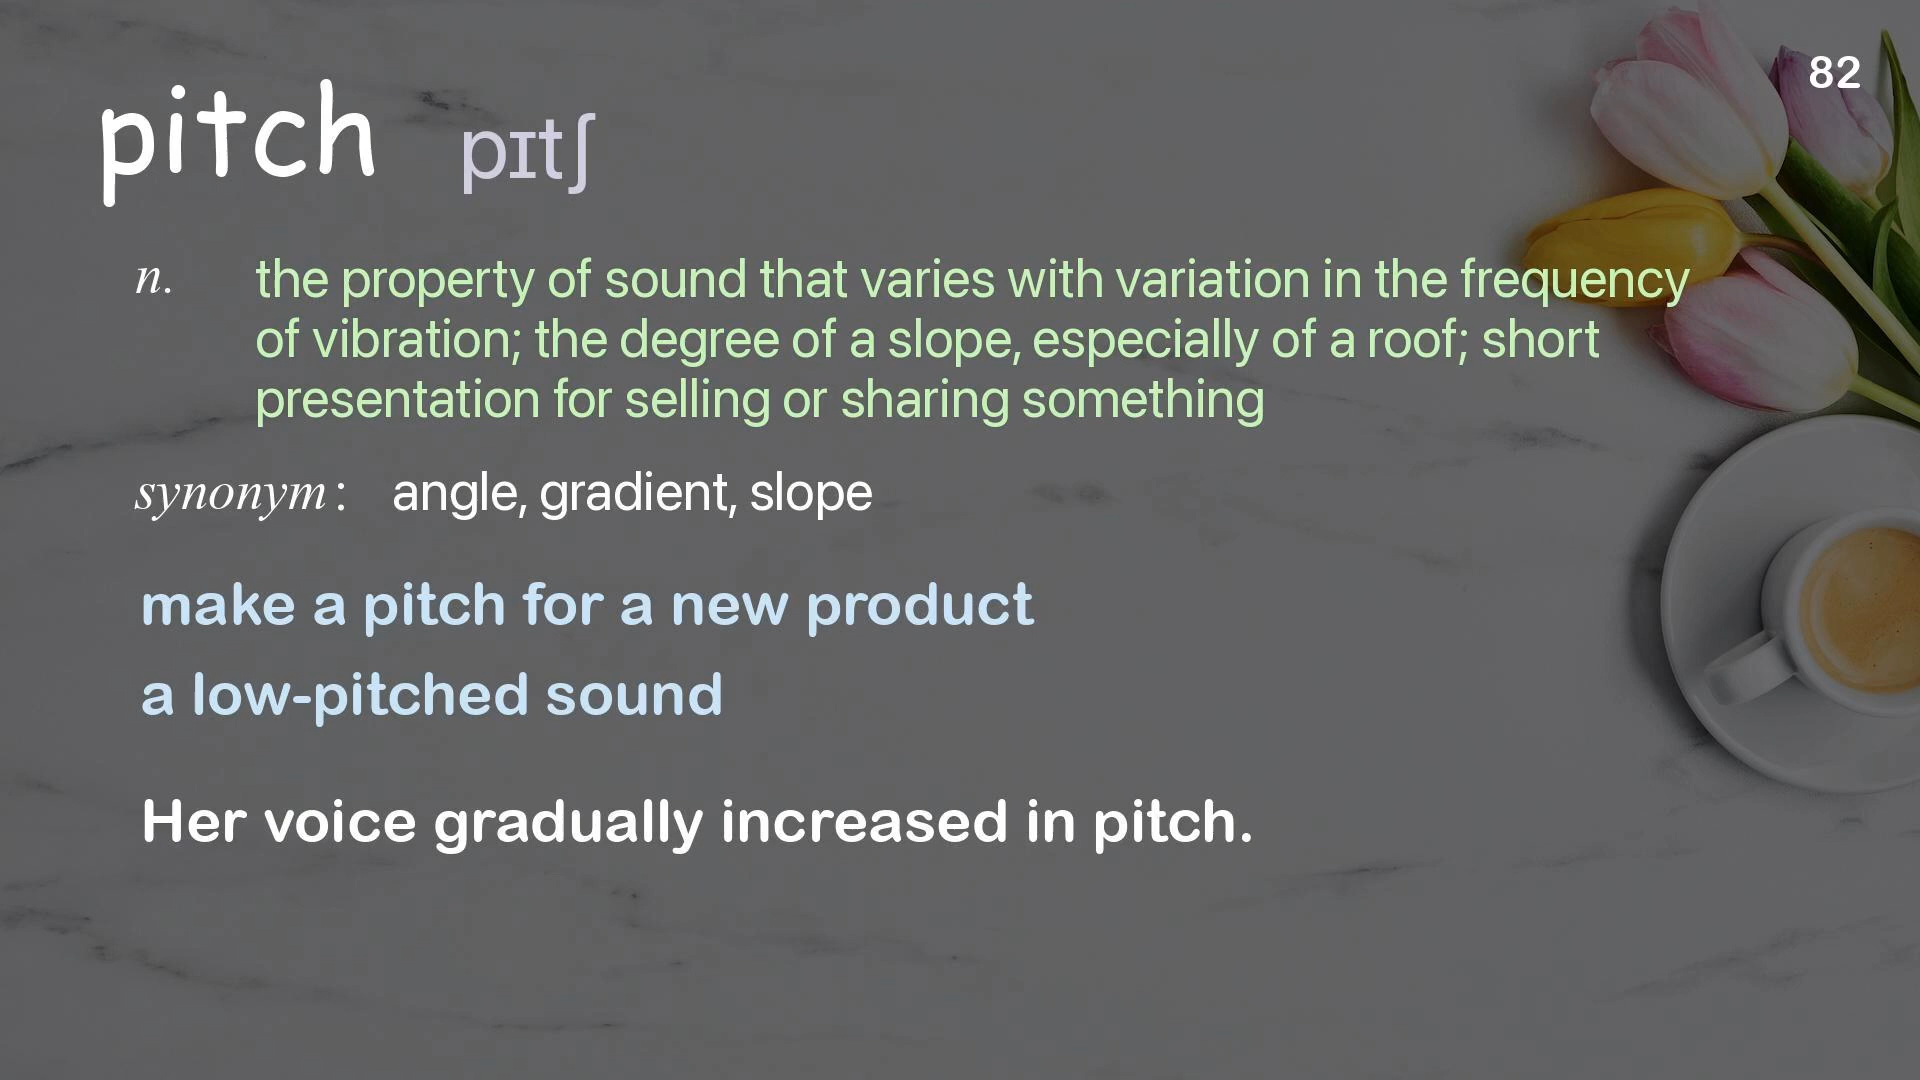 82
pitch pɪtʃ
n. the property of sound that varies with variation in the frequency
of vibration; the degree of a slope, especially of a roof; short
presentation for selling or sharing something
synonym: angle, gradient, slope
make a pitch for a new product
a low-pitched sound
Her voice gradually increased in pitch.